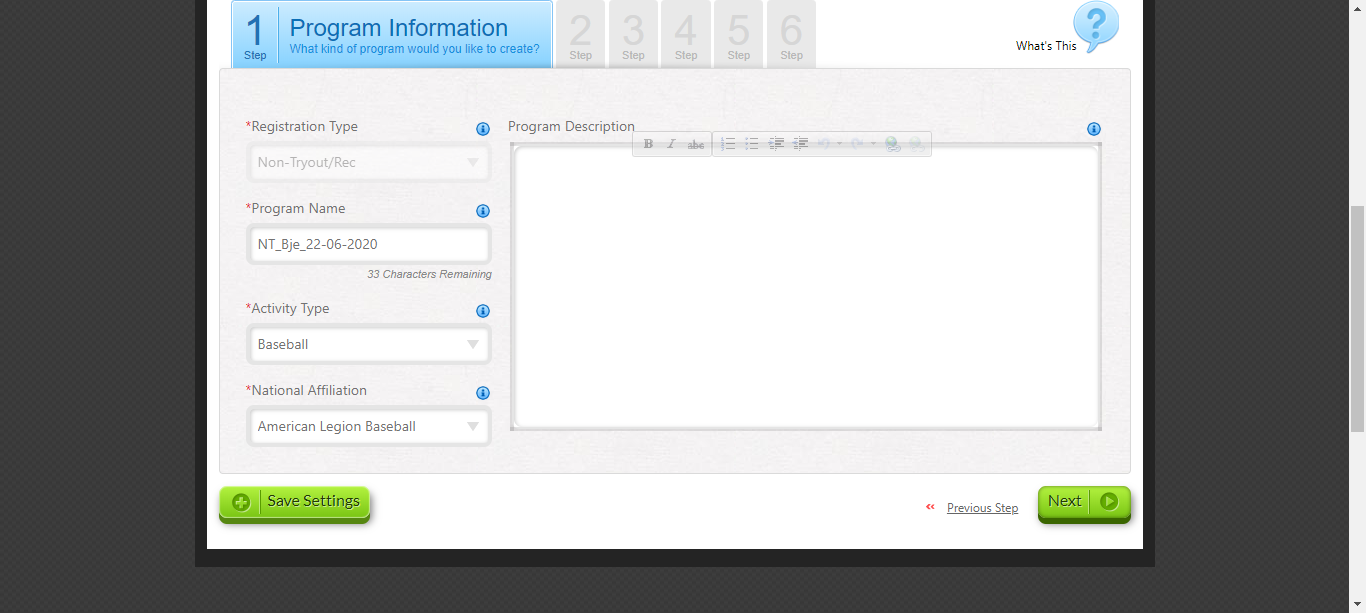 1
Step
Program Information
What kind of program would you like to create?
2
Step
3
Step
4
Step
5
Step
6
Step
What's This
?
*Registration Type
Non-Tryout/Rec
*Program Name
NT_Bje_22-06-2020
33 Characters Remaining
*Activity Type
Baseball
*National Affiliation
American Legion Baseball
Program Description
B I abc
Save Settings
« Previous Step
Next